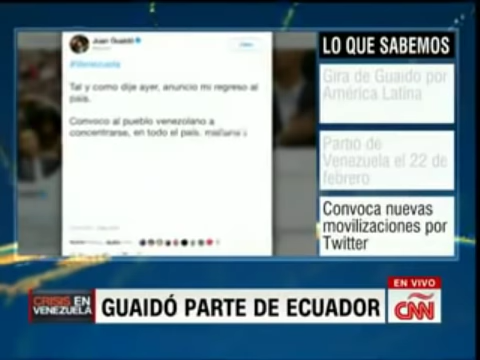 Juan Guaidó
#Venezuela
Tal y como dije ayer, anuncio mi regreso al
país.
Convoco al pueblo venezolano a
concentrarse, en todo el país, mañana
LO QUE SABEMOS
Gira de Guaido por
América Latina
Partio de
Venezuela el 22 de
febrero
Convoca nuevas
movilizaciones por
Twitter
CRISIS EN
VENEZUELA
GUAIDÓ PARTE DE ECUADOR
EN VIVO
CNN